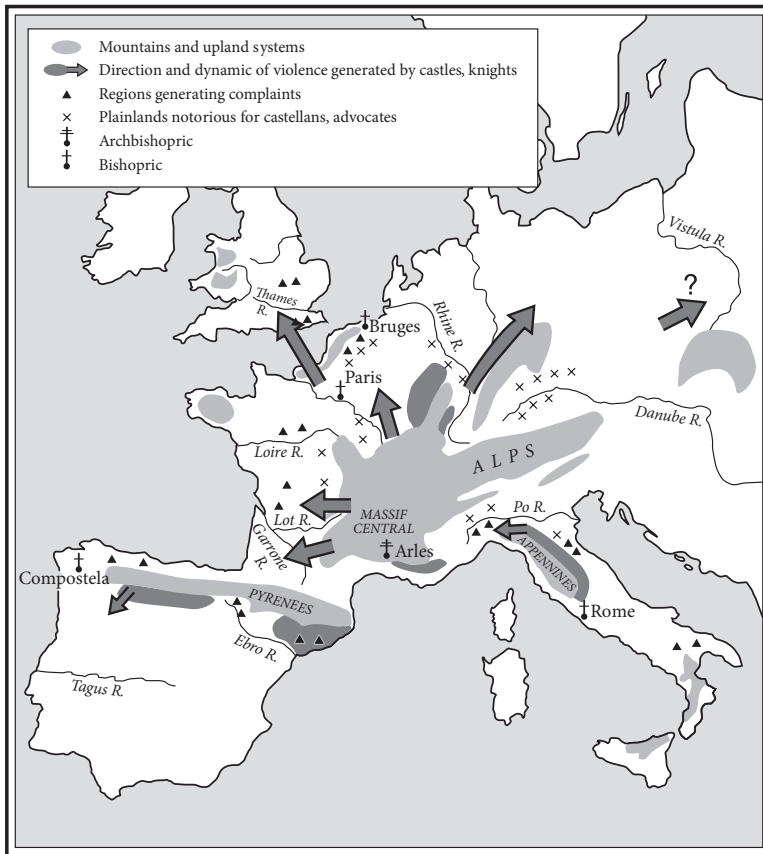 Mountains and upland systems
Direction and dynamic of violence generated by castles, knights
Regions generating complaints
Plainlands notorious for castellans, advocates
Archbishopric
Bishopric
Vistula R.
?
Thames
R.
Rhine R.
Bruges
Paris
Danube R.
Loire R.
ALPS
MASSIF
CENTRAL
Lot R.
Po R.
Garrone
R.
Arles
APPENNINES
Compostela
PYRENEES
Rome
Ebro R.
Tagus R.